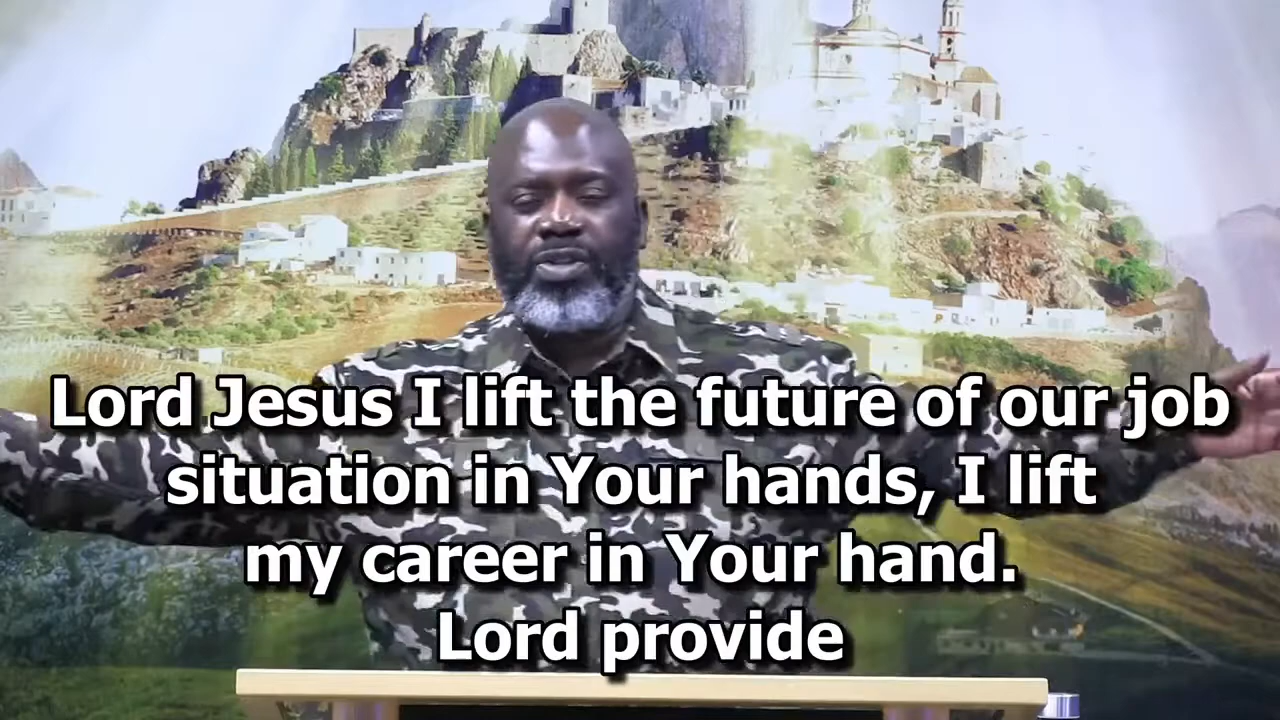 Lord Jesus I lift the future of our job
situation in Your hands, I lift
my career in Your hand.
Lord provide